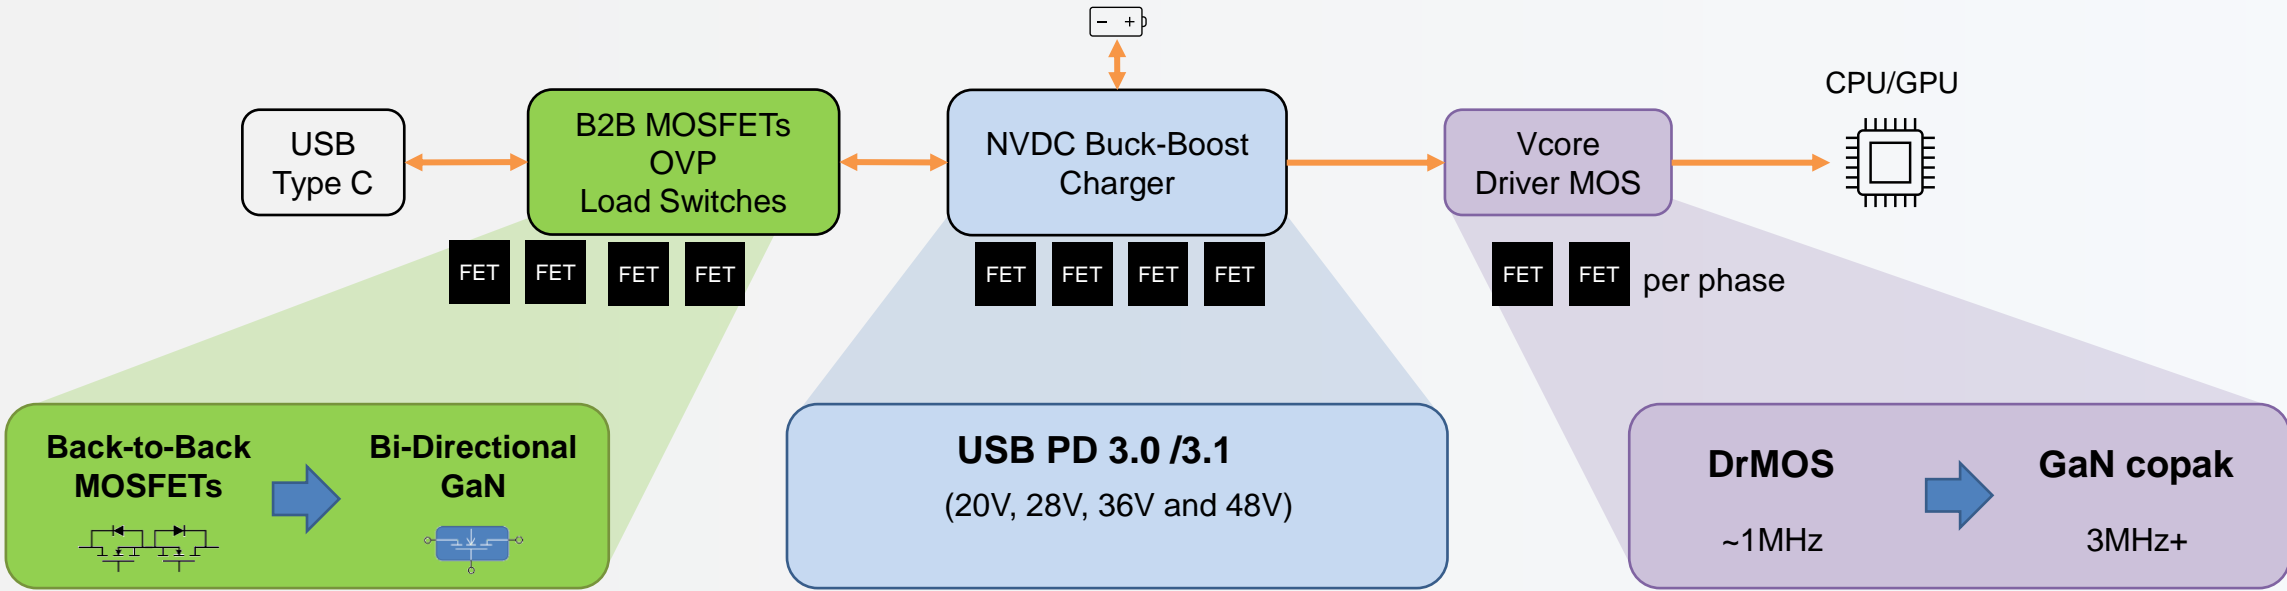 CPU/GPU
USB
Type C
B2B MOSFETs
OVP
Load Switches
NVDC Buck-Boost
Charger
Vcore
Driver MOS
FET FET FET FET
FET FET FET FET
FET FET per phase
Back-to-Back
MOSFETs
Bi-Directional
GaN
USB PD 3.0 /3.1
(20V, 28V, 36V and 48V)
DrMOS
~1MHz
GaN copak
3MHz+